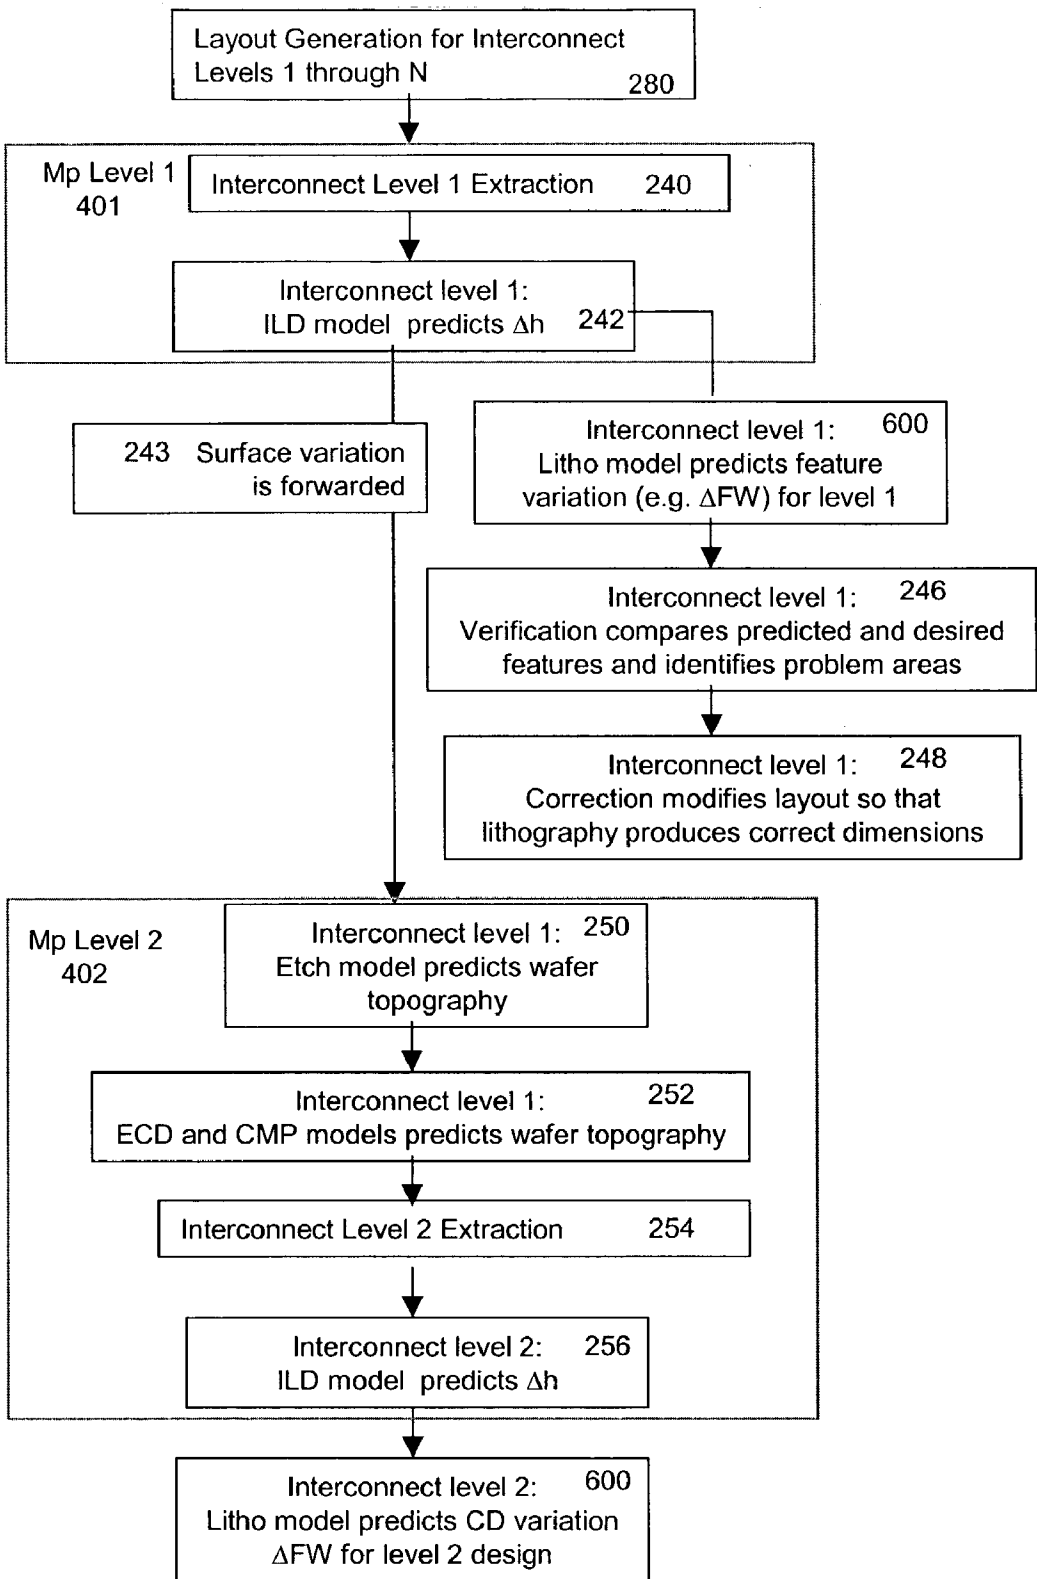 Layout Generation for Interconnect
Levels 1 through N
280
Mp Level 1
401
Interconnect Level 1 Extraction 240
Interconnect level 1:
ILD model predicts Δh 242
243 Surface variation
is forwarded
Interconnect level 1: 600
Litho model predicts feature
variation (e.g. ΔFW) for level 1
Interconnect level 1: 246
Verification compares predicted and desired
features and identifies problem areas
Interconnect level 1: 248
Correction modifies layout so that
lithography produces correct dimensions
Mp Level 2
402
Interconnect level 1: 250
Etch model predicts wafer
topography
Interconnect level 1: 252
ECD and CMP models predicts wafer topography
Interconnect Level 2 Extraction 254
Interconnect level 2: 256
ILD model predicts Δh
Interconnect level 2: 600
Litho model predicts CD variation
ΔFW for level 2 design